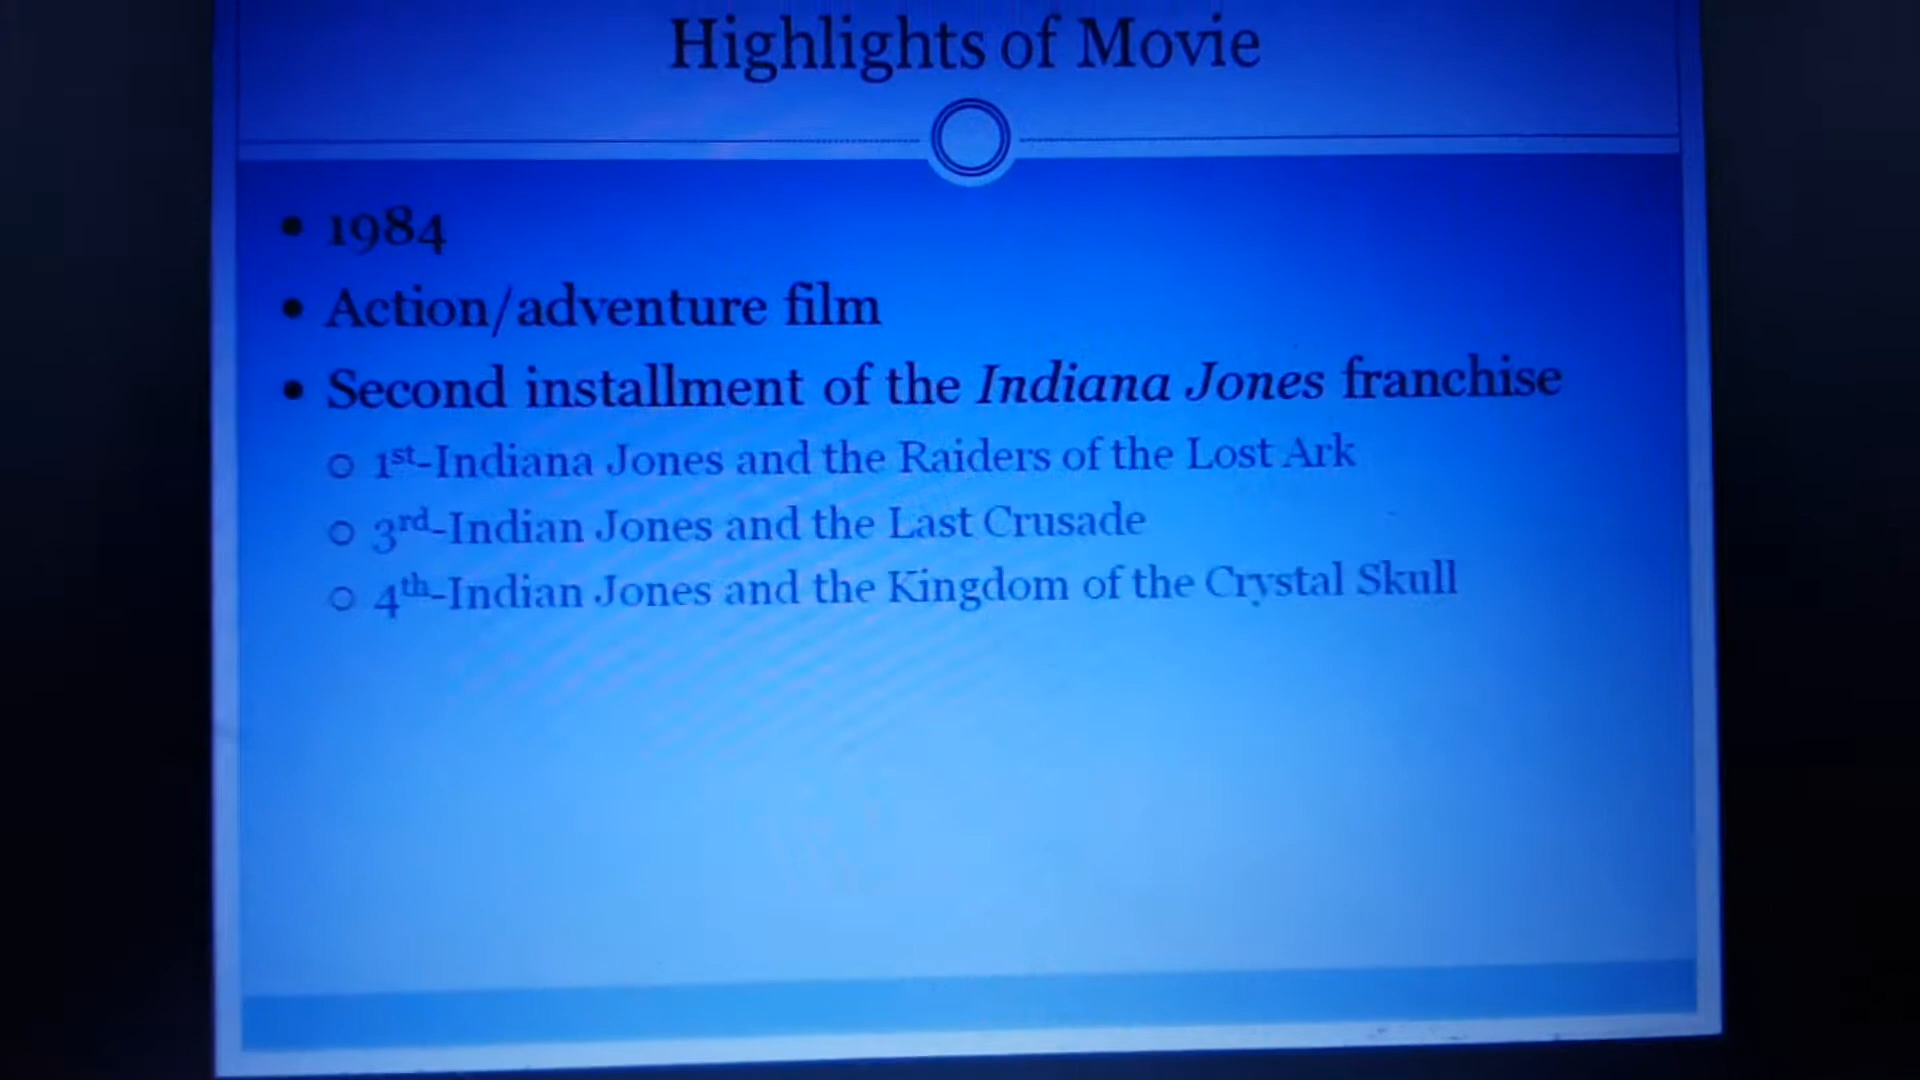 Highlights of Movie
• 1984
• Action/adventure film
• Second installment of the Indiana Jones franchise
○ 1st-Indiana Jones and the Raiders of the Lost Ark
○ 3rd-Indian Jones and the Last Crusade
○ 4th-Indian Jones and the Kingdom of the Crystal Skull